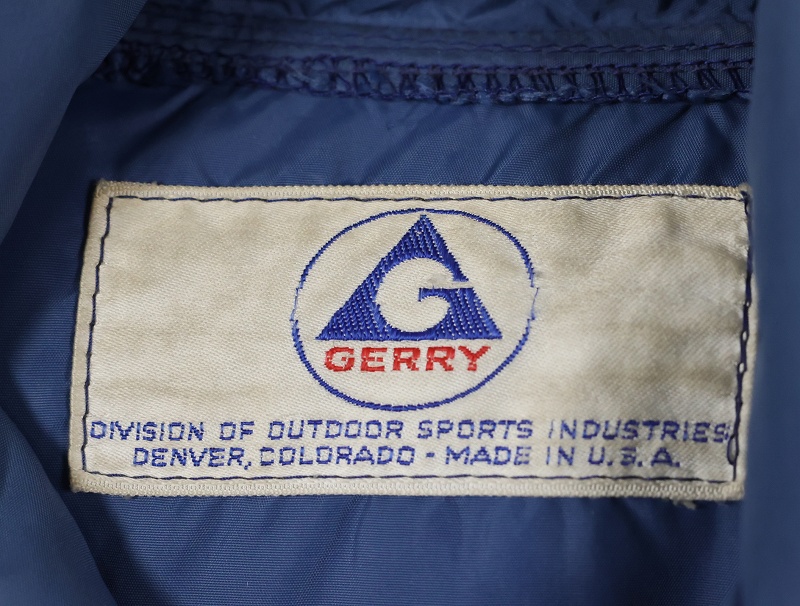 G
GERRY
DIVISION OF OUTDOOR SPORTS INDUSTRIES
DENVER, COLORADO - MADE IN U.S.A.